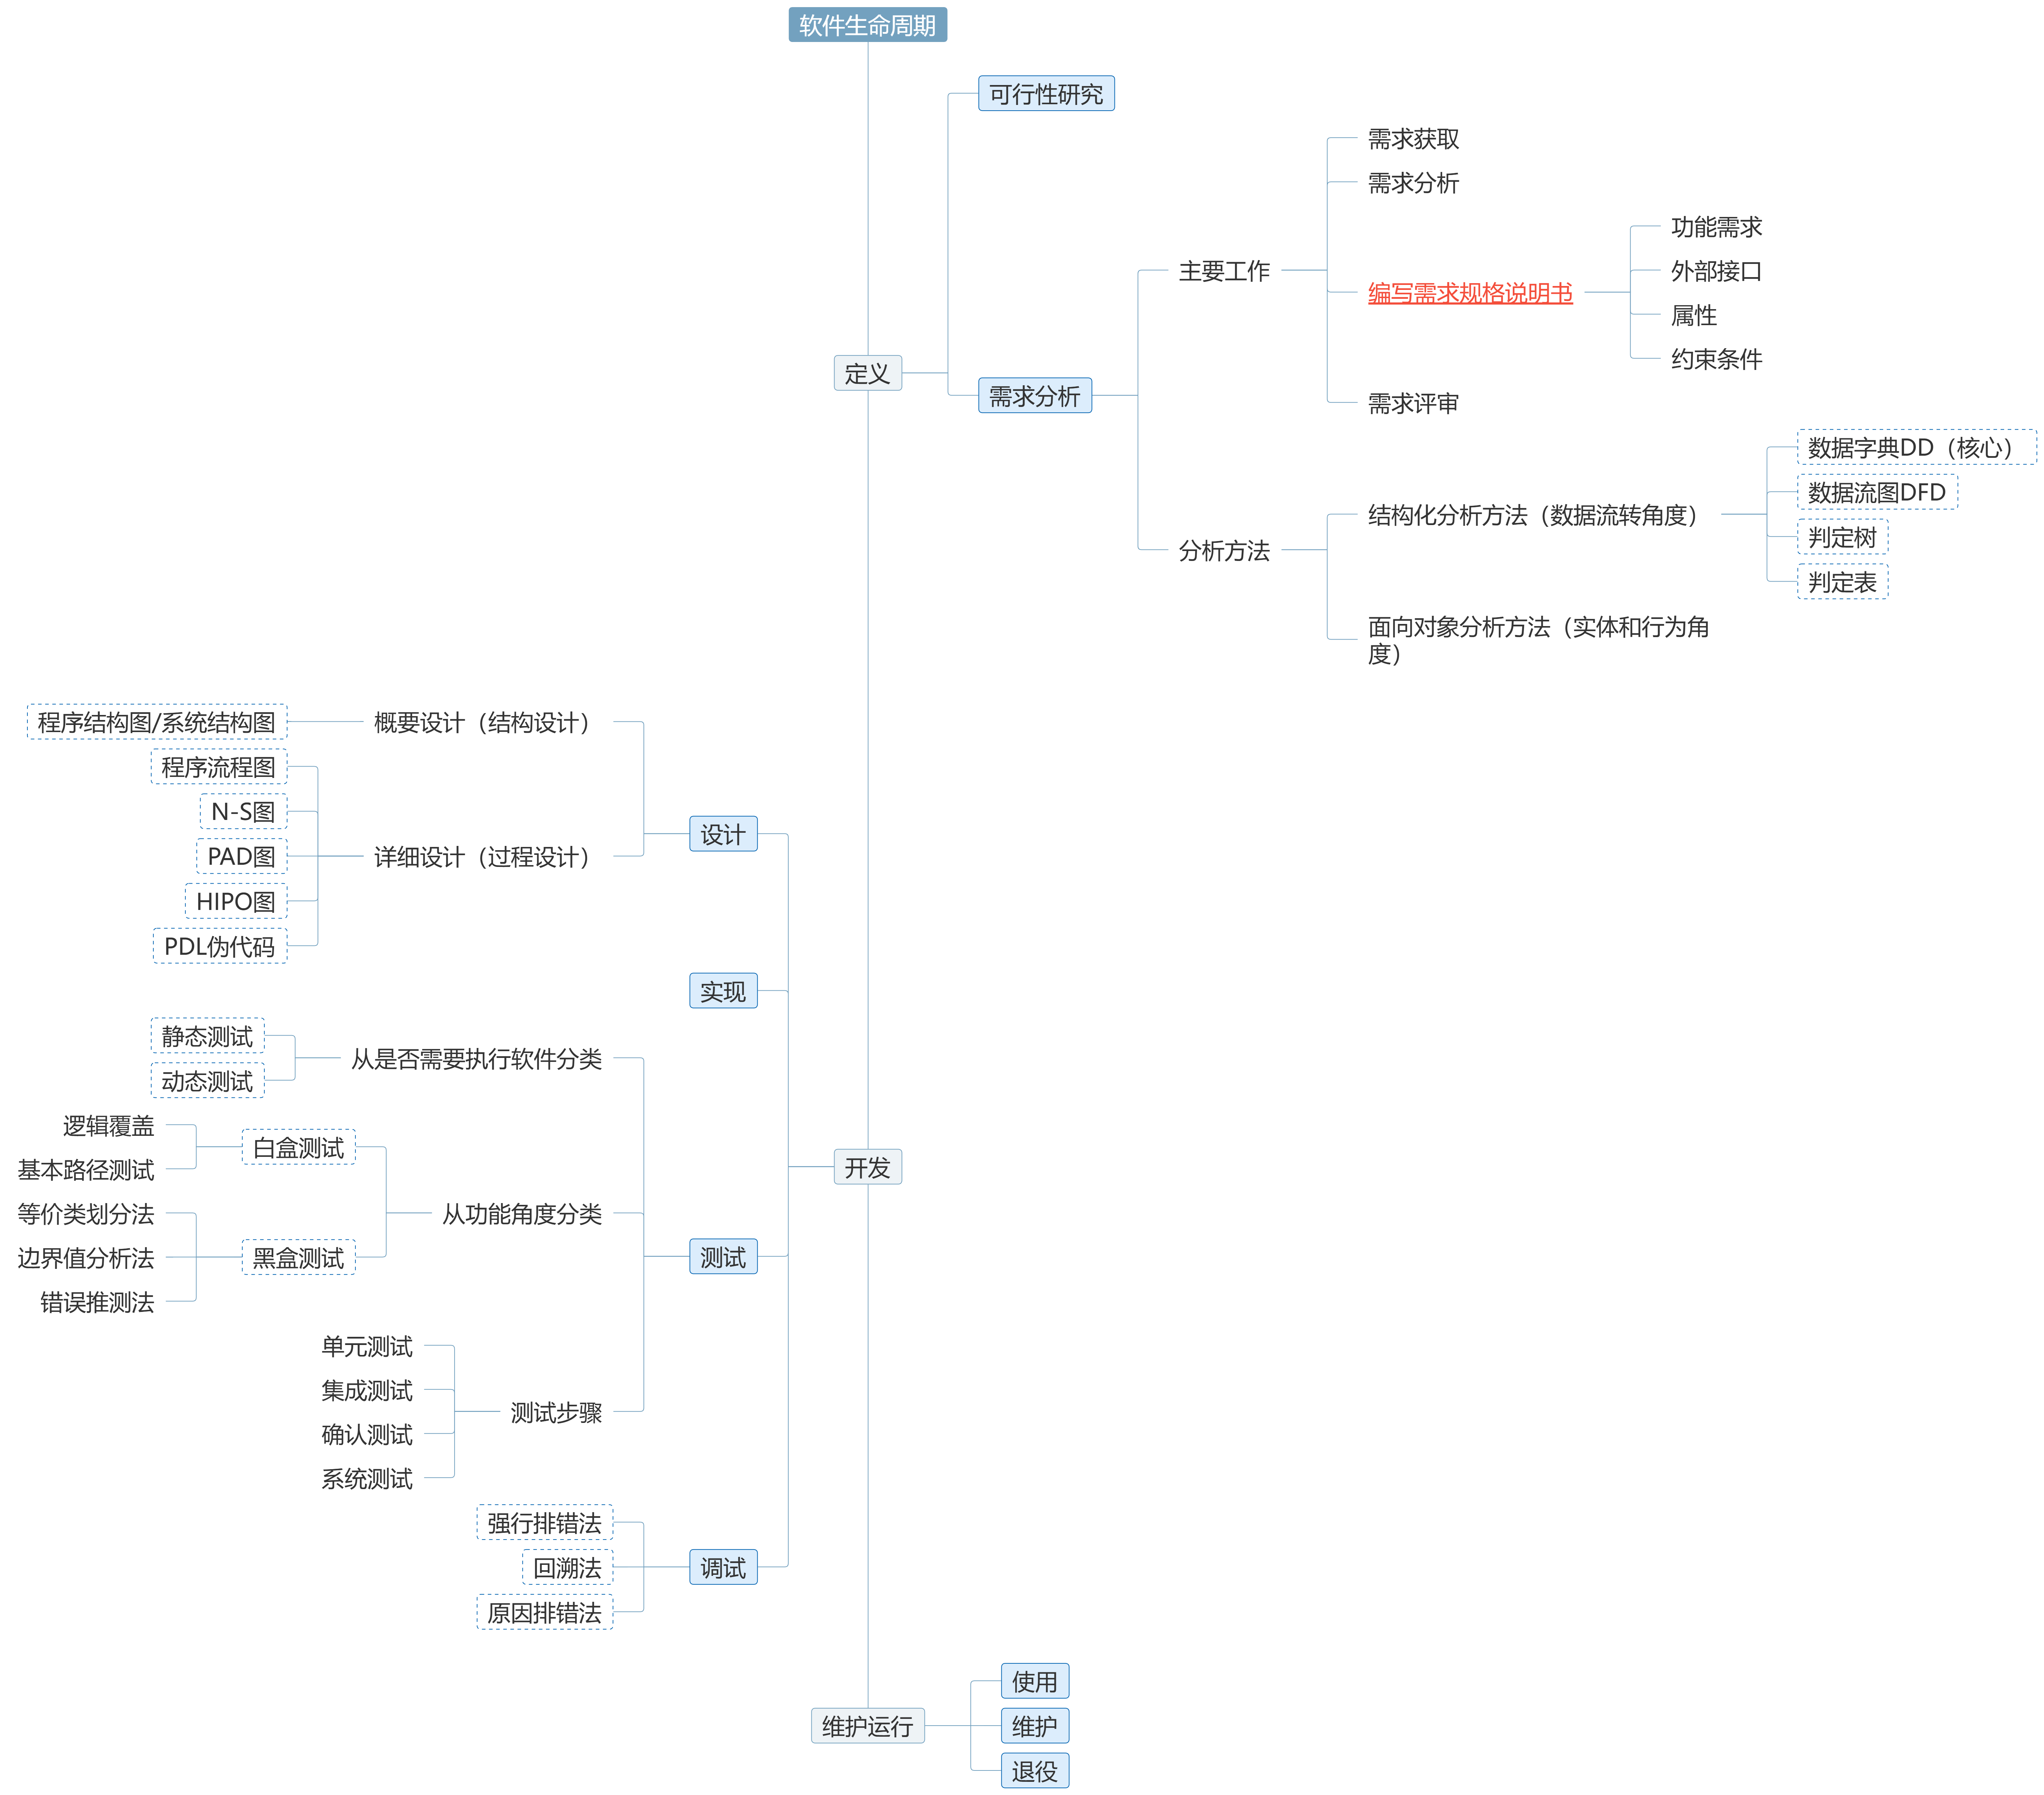 软件生命周期
可行性研究
需求获取
需求分析
功能需求
外部接口
主要工作
编写需求规格说明书
属性
约束条件
定义
需求分析
需求评审
数据字典DD（核心）
数据流图DFD
结构化分析方法（数据流转角度）
判定树
分析方法
判定表
面向对象分析方法（实体和行为角
度）
程序结构图/系统结构图
概要设计（结构设计）
程序流程图
N-S图
设计
PAD图
详细设计（过程设计）
HIPO图
PDL伪代码
实现
静态测试
从是否需要执行软件分类
动态测试
逻辑覆盖
白盒测试
基本路径测试
开发
等价类划分法
从功能角度分类
边界值分析法
黑盒测试
测试
错误推测法
单元测试
集成测试
测试步骤
确认测试
系统测试
强行排错法
回溯法
调试
原因排错法
使用
维护运行
维护
退役